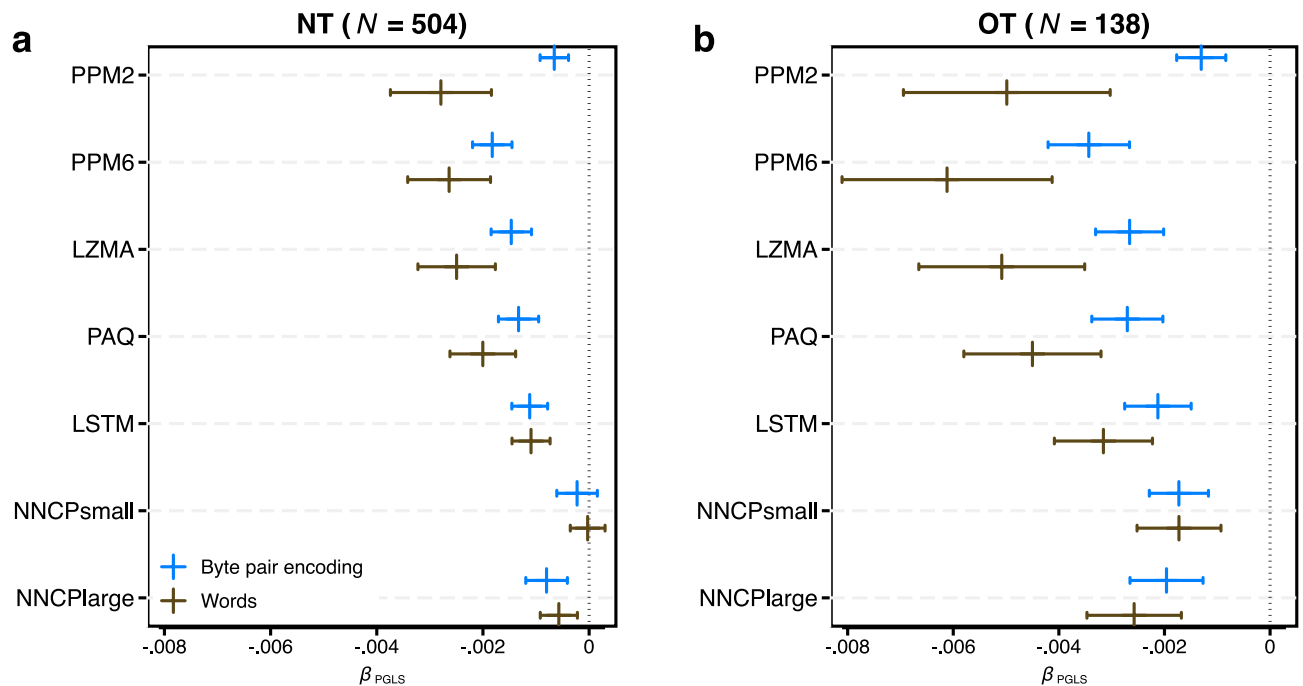 a
NT ( N = 504)
PPM2
PPM6
LZMA
PAQ
LSTM
NNCPsmall
NNCPlarge
Byte pair encoding
Words
-.008 -.006 -.004 -.002 0
β PGLS
b
OT ( N = 138)
PPM2
PPM6
LZMA
PAQ
LSTM
NNCPsmall
NNCPlarge
-.008 -.006 -.004 -.002 0
β PGLS